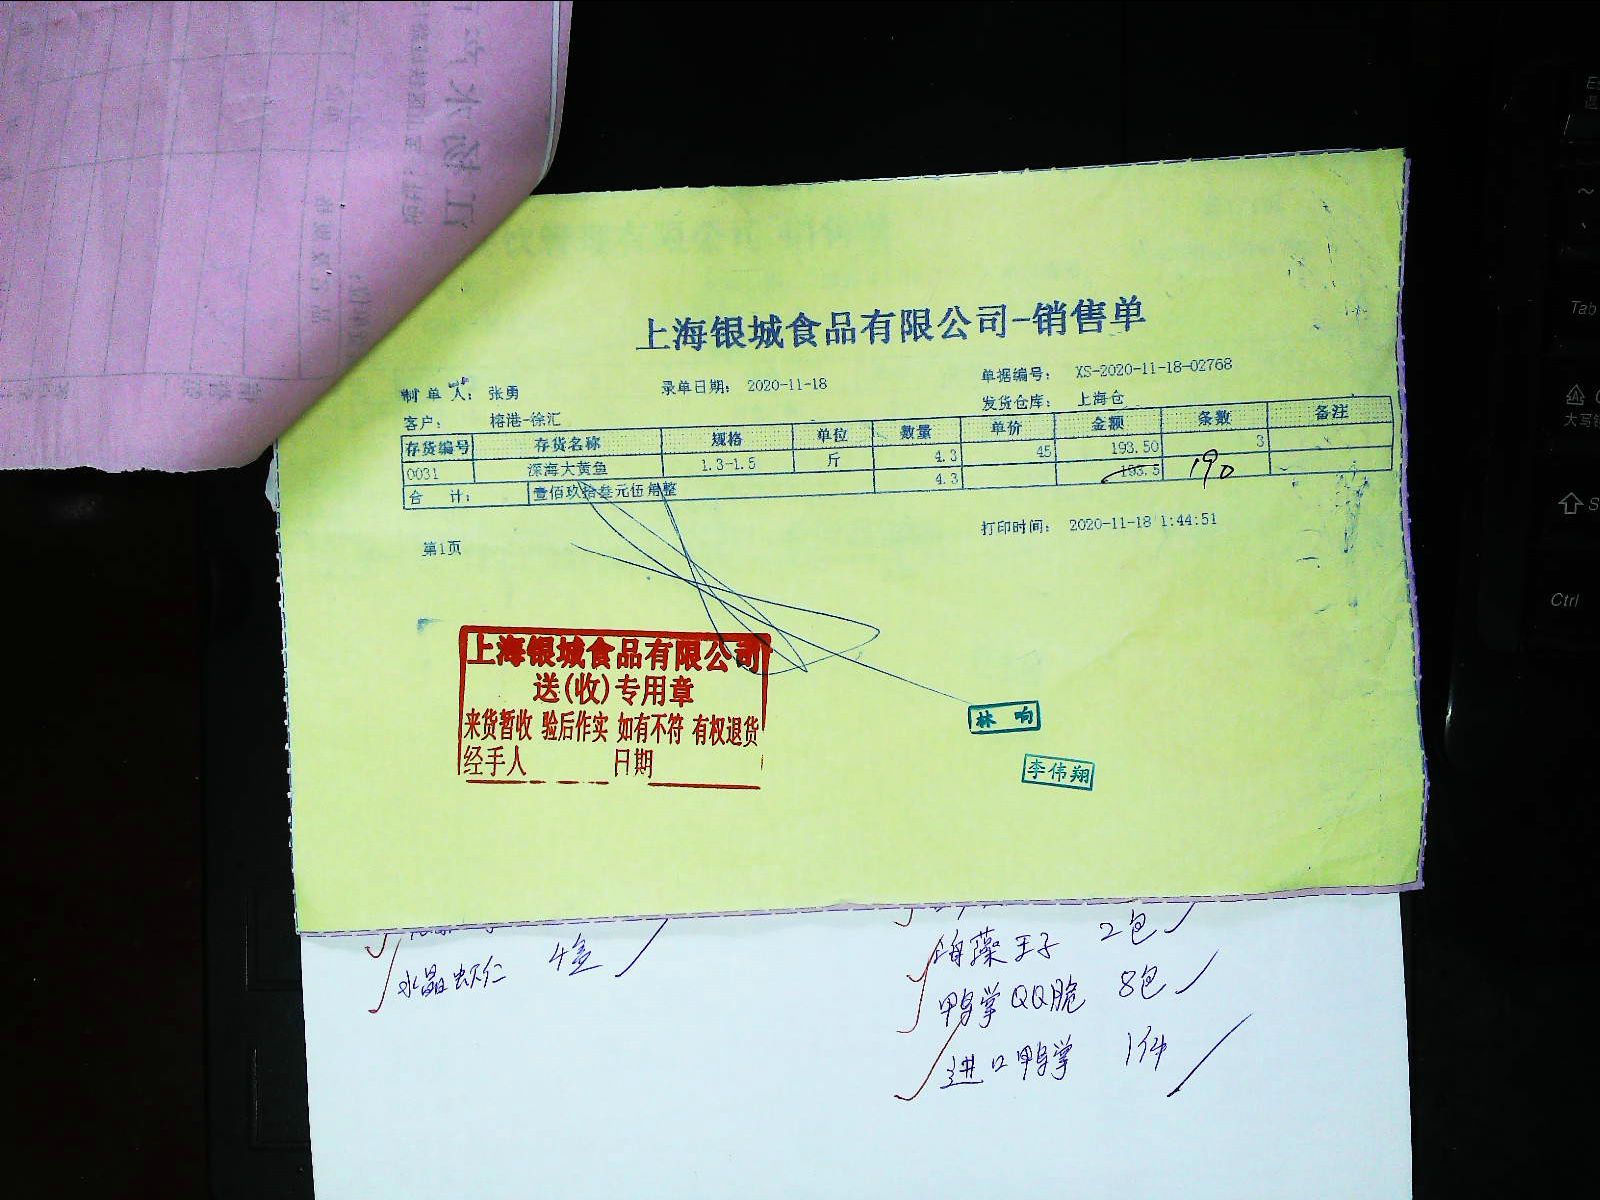 上海银城食品有限公司-销售单
制单人: 张勇 录单日期: 2020-11-18 单据编号: XS-2020-11-18-02768
客户: 榕港-徐汇 发货仓库: 上海仓
存货编号 存货名称 规格 单位 数量 单价 金额 条数 备注
0031 深海大黄鱼 1.3-1.5 斤 4.3 45 193.50 3
合 计: 壹佰玖拾叁元伍角整 4.3 193.5 190
第1页 打印时间: 2020-11-18 1:44:51
上海银城食品有限公司
送(收)专用章
来货暂收 验后作实 如有不符 有权退货
经手人 日期
林 响
李伟翔
水晶虾仁 4盒
海藻王子 2包
鸭掌QQ脆 8包
进口鸭掌 1件
Tab
大写
Ctrl